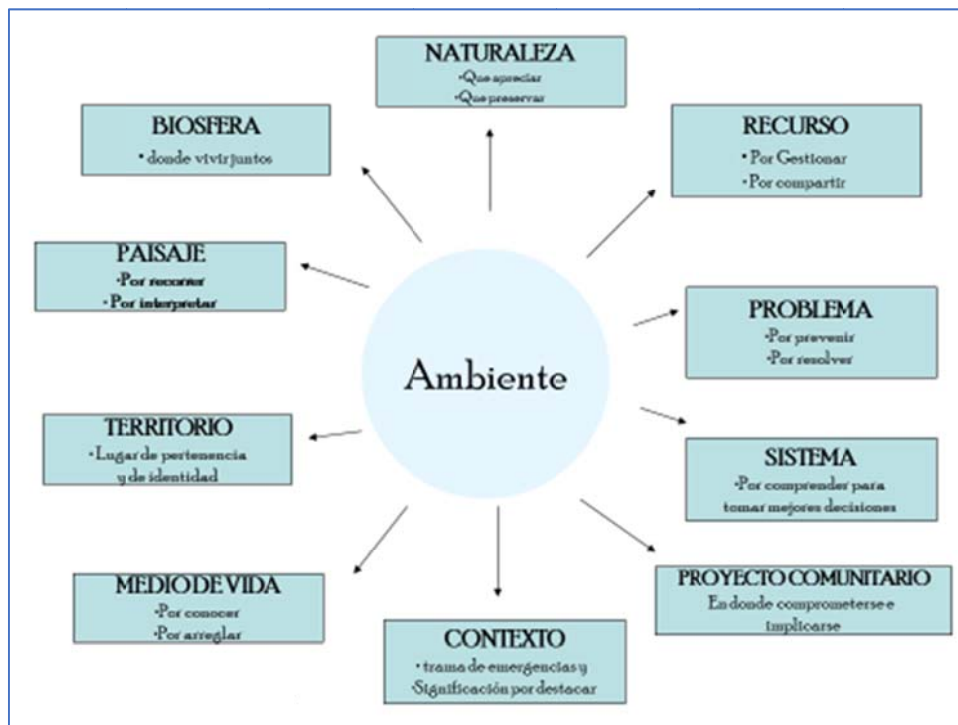 NATURALEZA
•Que apreciar
•Que preservar
BIOSFERA
• donde vivir juntos
RECURSO
• Por Gestionar
• Por compartir
PAISAJE
•Por recorrer
• Por interpretar
PROBLEMA
•Por prevenir
•Por resolver
Ambiente
TERRITORIO
•Lugar de pertenencia
y de identidad
SISTEMA
•Por comprender para
tomar mejores decisiones
MEDIO DE VIDA
•Por conocer
•Por arreglar
PROYECTO COMUNITARIO
En donde comprometerse e
implicarse
CONTEXTO
• trama de emergencias y
•Significación por destacar